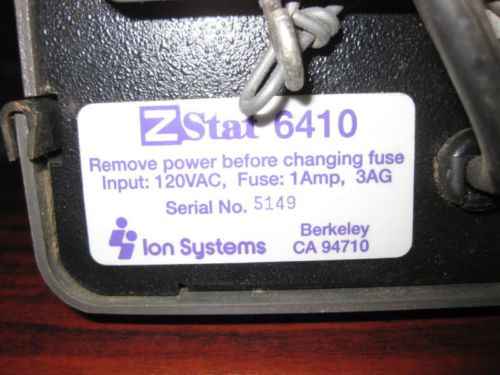 ZStat 6410
Remove power before changing fuse
Input: 120VAC, Fuse: 1Amp, 3AG
Serial No. 5149
Ion Systems
Berkeley
CA 94710